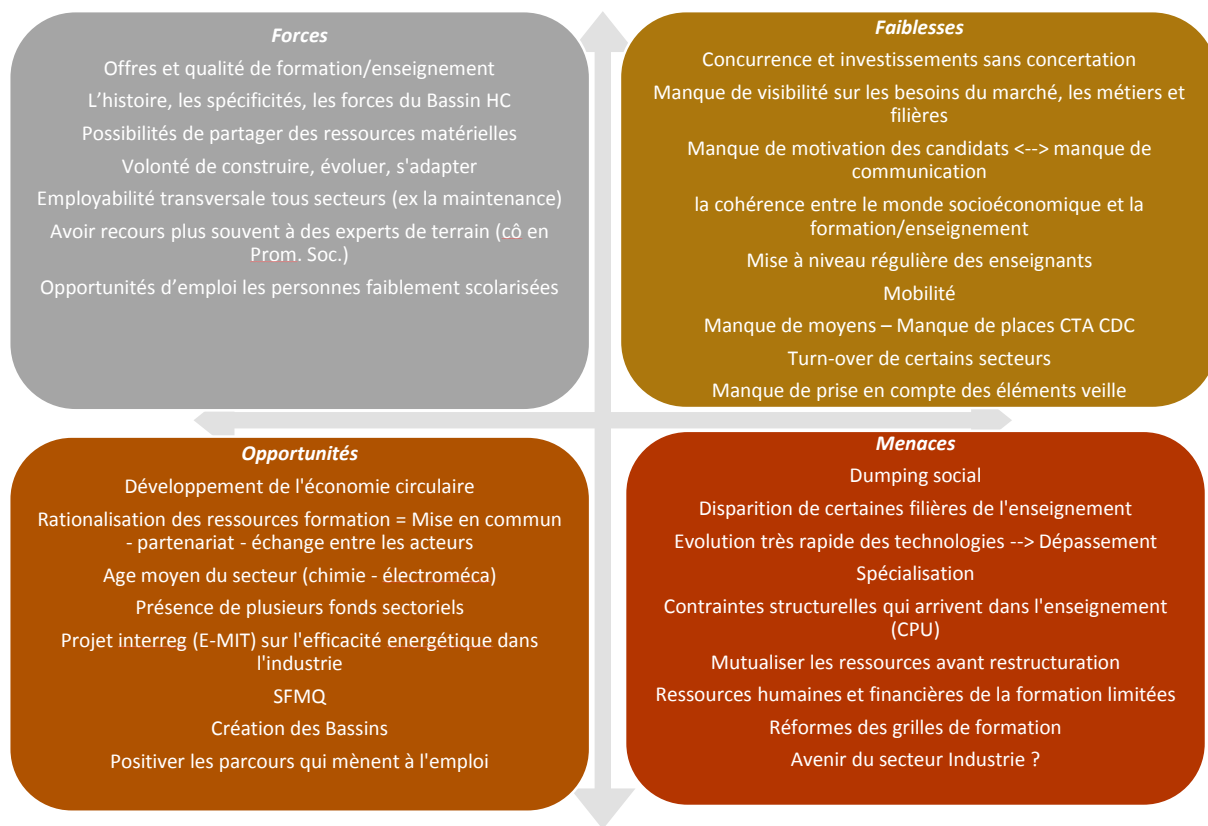 Forces
Offres et qualité de formation/enseignement
L'histoire, les spécificités, les forces du Bassin HC
Possibilités de partager des ressources matérielles
Volonté de construire, évoluer, s'adapter
Employabilité transversale tous secteurs (ex la maintenance)
Avoir recours plus souvent à des experts de terrain (cô en
Prom. Soc.)
Opportunités d'emploi les personnes faiblement scolarisées
Faiblesses
Concurrence et investissements sans concertation
Manque de visibilité sur les besoins du marché, les métiers et
filières
Manque de motivation des candidats <--> manque de
communication
la cohérence entre le monde socioéconomique et la
formation/enseignement
Mise à niveau régulière des enseignants
Mobilité
Manque de moyens – Manque de places CTA CDC
Turn-over de certains secteurs
Manque de prise en compte des éléments veille
Opportunités
Développement de l'économie circulaire
Rationalisation des ressources formation = Mise en commun
- partenariat - échange entre les acteurs
Age moyen du secteur (chimie - électroméca)
Présence de plusieurs fonds sectoriels
Projet interreg (E-MIT) sur l'efficacité energétique dans
l'industrie
SFMQ
Création des Bassins
Positiver les parcours qui mènent à l'emploi
Menaces
Dumping social
Disparition de certaines filières de l'enseignement
Evolution très rapide des technologies --> Dépassement
Spécialisation
Contraintes structurelles qui arrivent dans l'enseignement
(CPU)
Mutualiser les ressources avant restructuration
Ressources humaines et financières de la formation limitées
Réformes des grilles de formation
Avenir du secteur Industrie ?